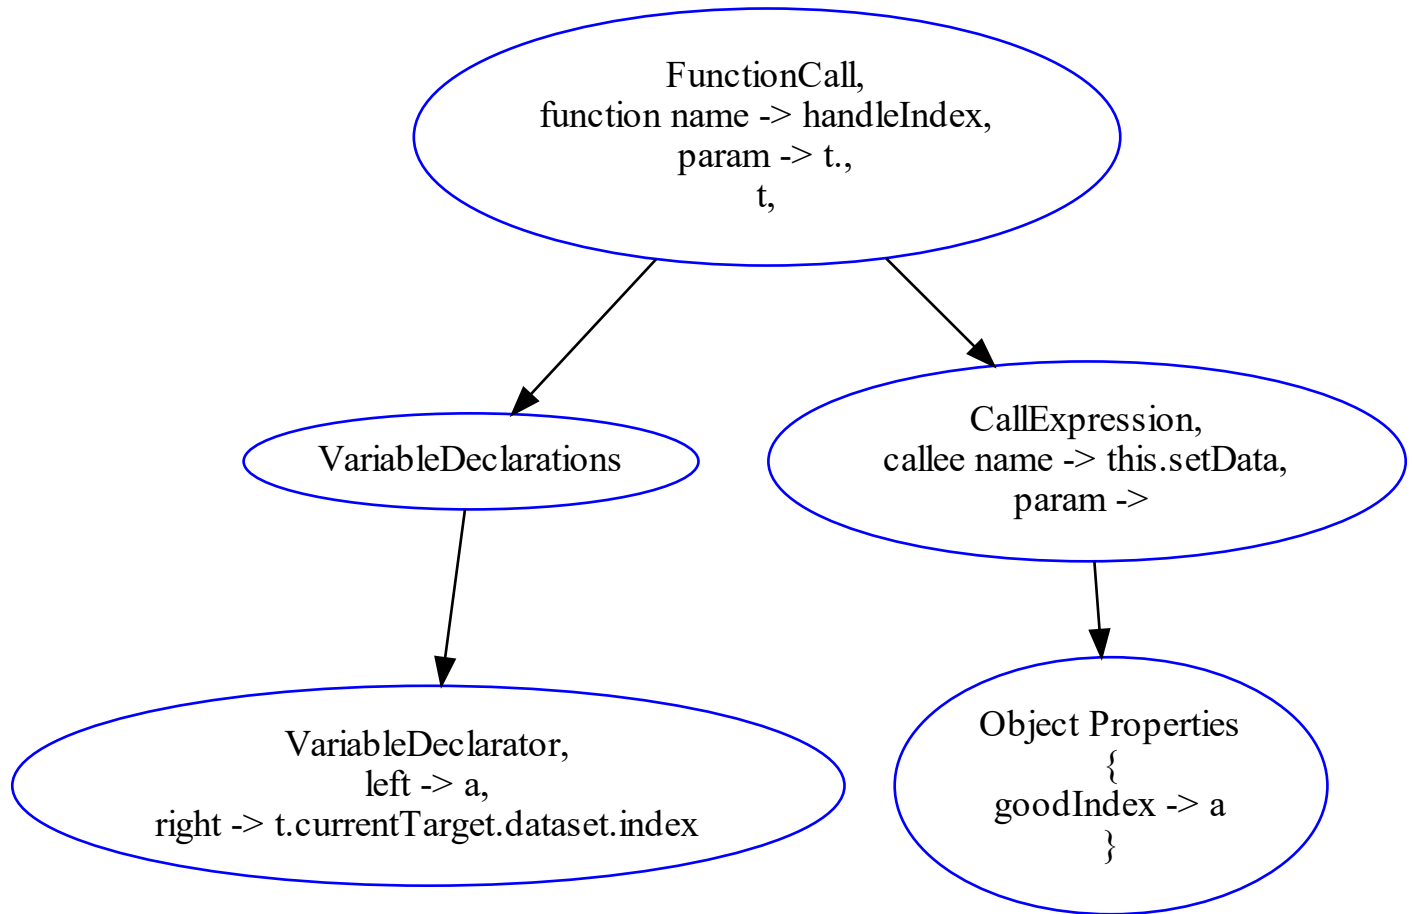 FunctionCall,
function name -> handleIndex,
param -> t.,
t,
VariableDeclarations
CallExpression,
callee name -> this.setData,
param ->
VariableDeclarator,
left -> a,
right -> t.currentTarget.dataset.index
Object Properties
{
goodIndex -> a
}